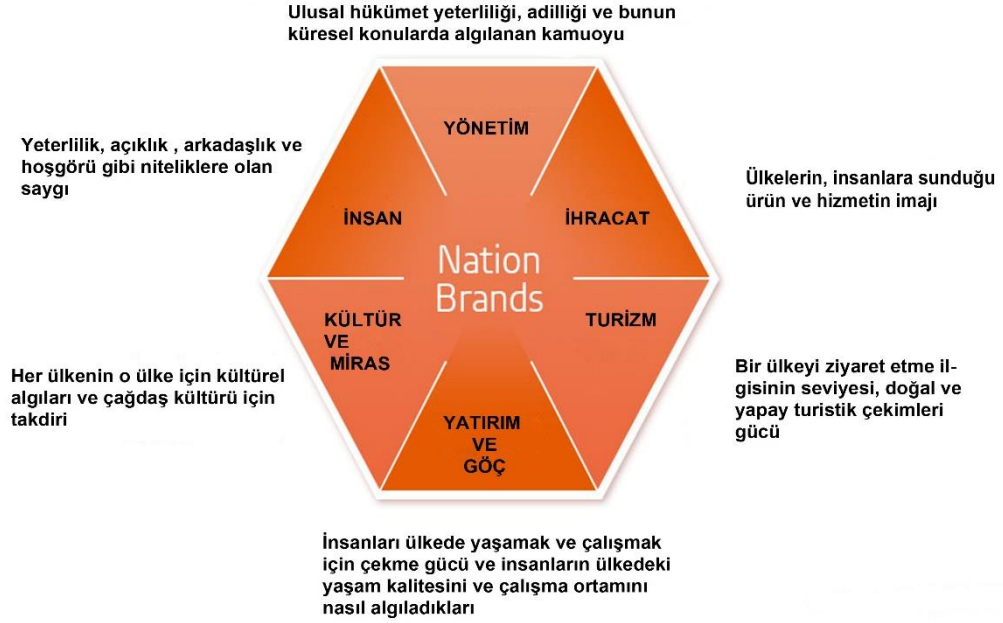 Ulusal hükümet yeterliliği, adilliği ve bunun
küresel konularda algılanan kamuoyu
YÖNETİM
Yeterlilik, açıklık , arkadaşlık ve
hoşgörü gibi niteliklere olan
saygı
İNSAN
İHRACAT
Ülkelerin, insanlara sunduğu
ürün ve hizmetin imajı
Nation
Brands
KÜLTÜR
VE
MİRAS
TURİZM
Her ülkenin o ülke için kültürel
algıları ve çağdaş kültürü için
takdiri
Bir ülkeyi ziyaret etme il-
gisinin seviyesi, doğal ve
yapay turistik çekimleri
gücü
YATIRIM
VE
GÖÇ
İnsanları ülkede yaşamak ve çalışmak
için çekme gücü ve insanların ülkedeki
yaşam kalitesini ve çalışma ortamını
nasıl algıladıkları